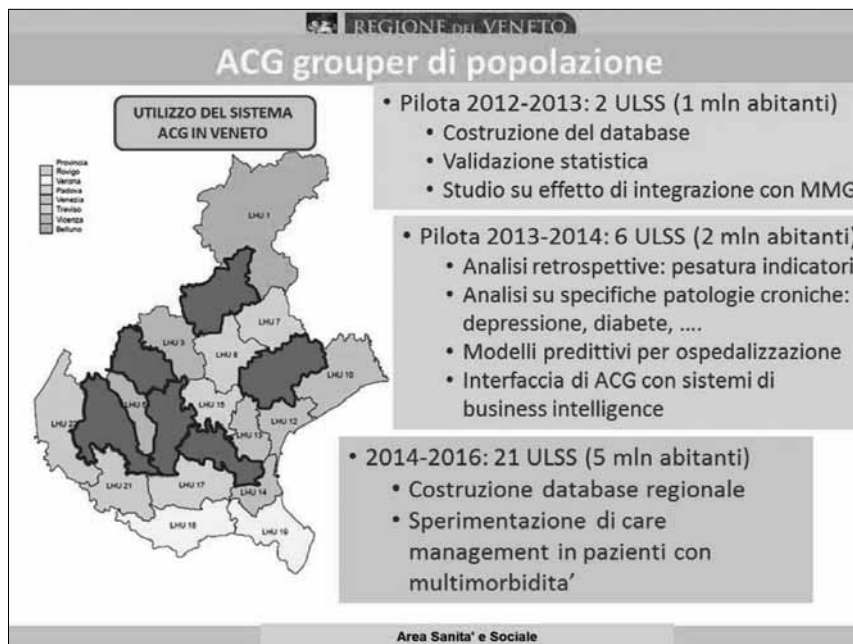 REGIONE DEL VENETO
ACG grouper di popolazione
UTILIZZO DEL SISTEMA
ACG IN VENETO
Provincia
Rovigo
Verona
Padova
Venezia
Treviso
Vicenza
Belluno
LHU 1
LHU 7
LHU 3
LHU 8
LHU 10
LHU 15
LHU 12
LHU 13
LHU 22
LHU 21
LHU 17
LHU 14
LHU 18
LHU 19
• Pilota 2012-2013: 2 ULSS (1 mln abitanti)
• Costruzione del database
• Validazione statistica
• Studio su effetto di integrazione con MMG
• Pilota 2013-2014: 6 ULSS (2 mln abitanti)
• Analisi retrospettive: pesatura indicatori
• Analisi su specifiche patologie croniche:
depressione, diabete, ....
• Modelli predittivi per ospedalizzazione
• Interfaccia di ACG con sistemi di
business intelligence
• 2014-2016: 21 ULSS (5 mln abitanti)
• Costruzione database regionale
• Sperimentazione di care
management in pazienti con
multimorbidita’
Area Sanita' e Sociale